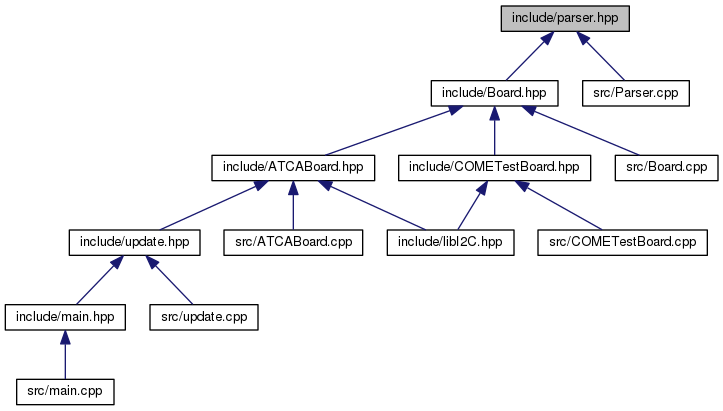 include/parser.hpp
include/Board.hpp
src/Parser.cpp
include/ATCABoard.hpp
include/COMETestBoard.hpp
src/Board.cpp
include/update.hpp
src/ATCABoard.cpp
include/libI2C.hpp
src/COMETestBoard.cpp
include/main.hpp
src/update.cpp
src/main.cpp